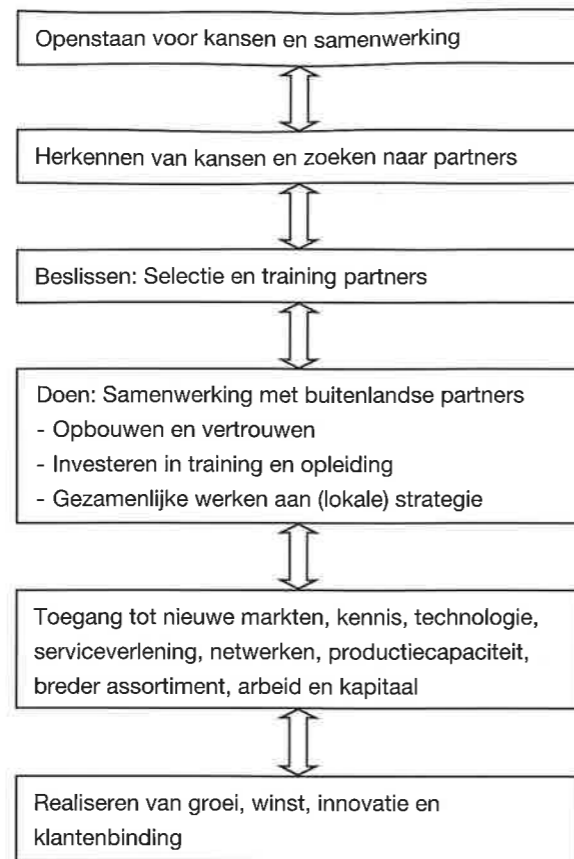 Openstaan voor kansen en samenwerking
Herkennen van kansen en zoeken naar partners
Beslissen: Selectie en training partners
Doen: Samenwerking met buitenlandse partners
- Opbouwen en vertrouwen
- Investeren in training en opleiding
- Gezamenlijke werken aan (lokale) strategie
Toegang tot nieuwe markten, kennis, technologie,
serviceverlening, netwerken, productiecapaciteit,
breder assortiment, arbeid en kapitaal
Realiseren van groei, winst, innovatie en
klantenbinding